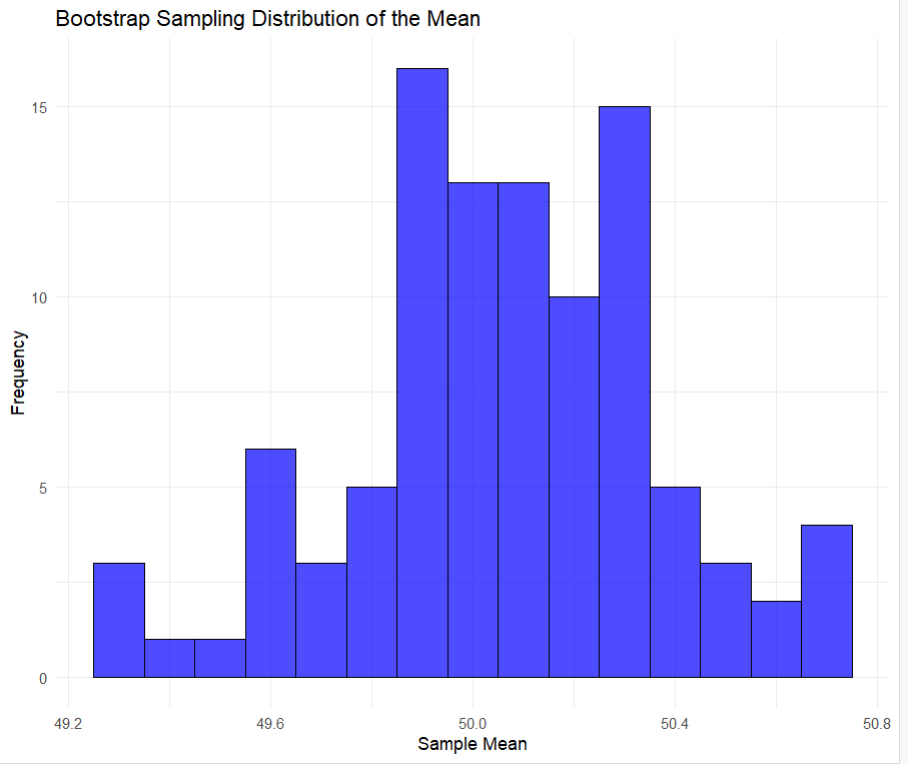 Bootstrap Sampling Distribution of the Mean
15
10
5
0
Frequency
49.2 49.6 50.0 50.4 50.8
Sample Mean